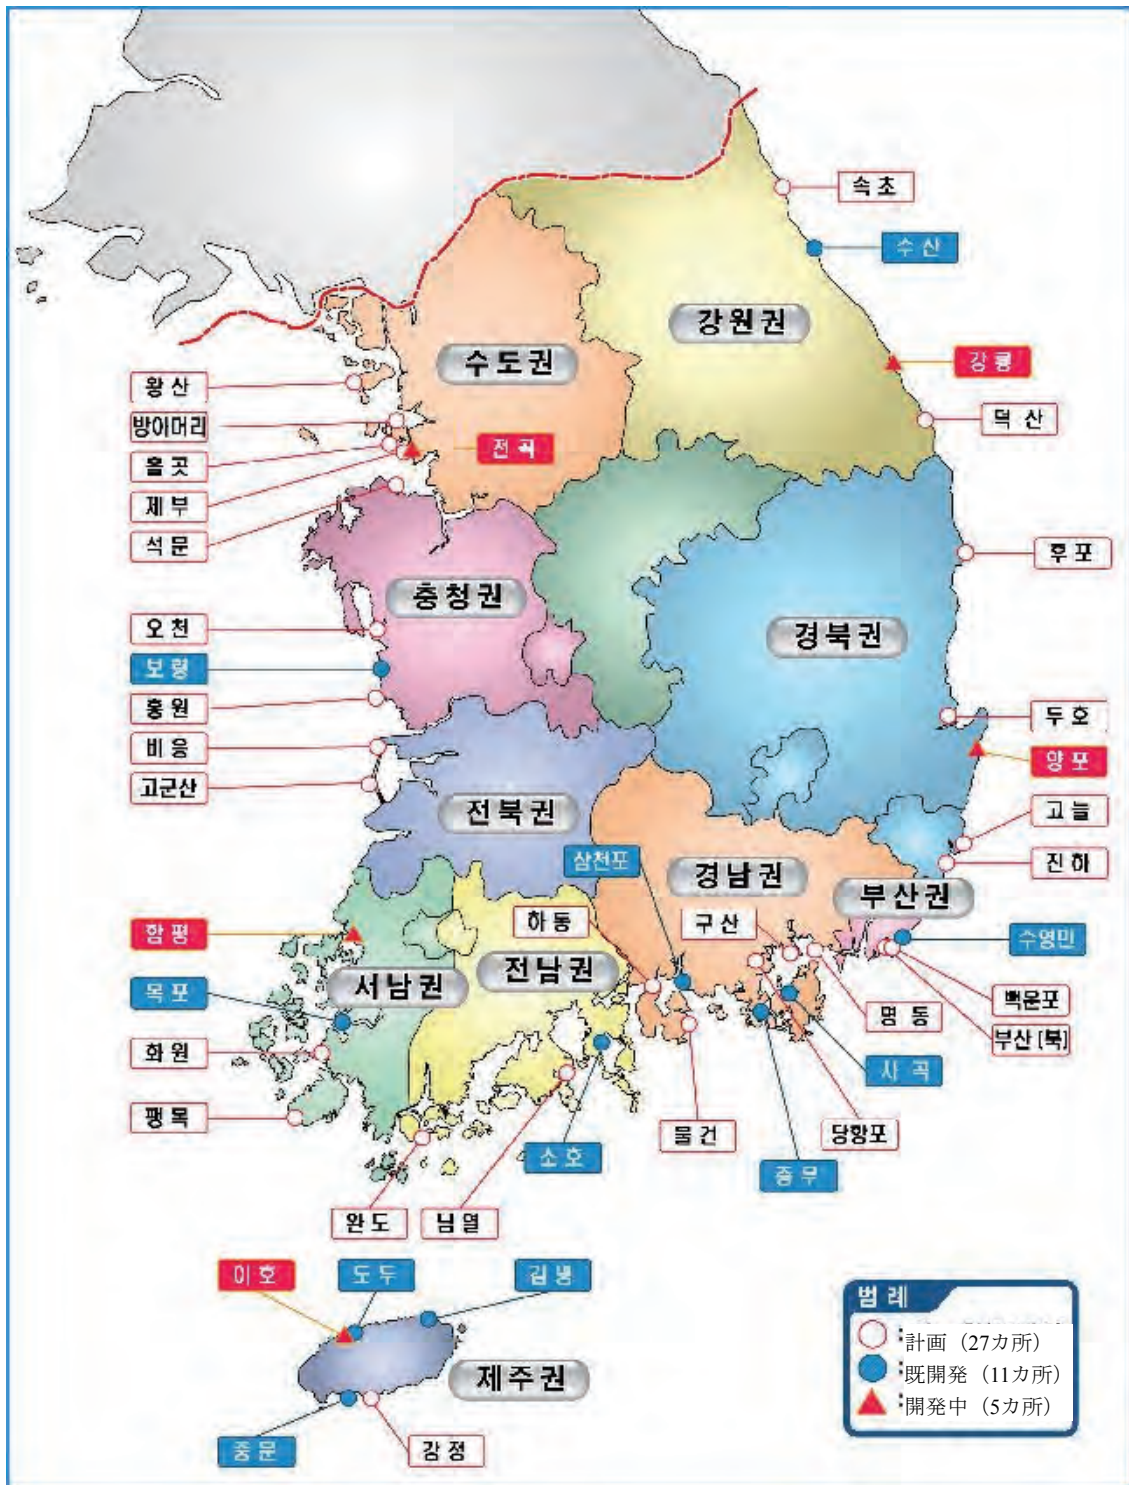 속초
수산
강원권
수도권
강릉
왕산
방아머리
덕산
흘곳
전곡
제부
석문
후포
충청권
오천
경북권
보령
홍원
두호
비응
양포
고군산
전북권
고늘
삼천포
진하
경남권
부산권
하동
구산
함평
수영만
전남권
서남권
목포
백운포
명동
부산(북)
화원
사곡
팽목
물건
당항포
소호
충무
완도
남열
이호
도두
김녕
범례
:計画（27カ所）
:既開発（11カ所）
:開発中（5カ所）
제주권
중문
강정